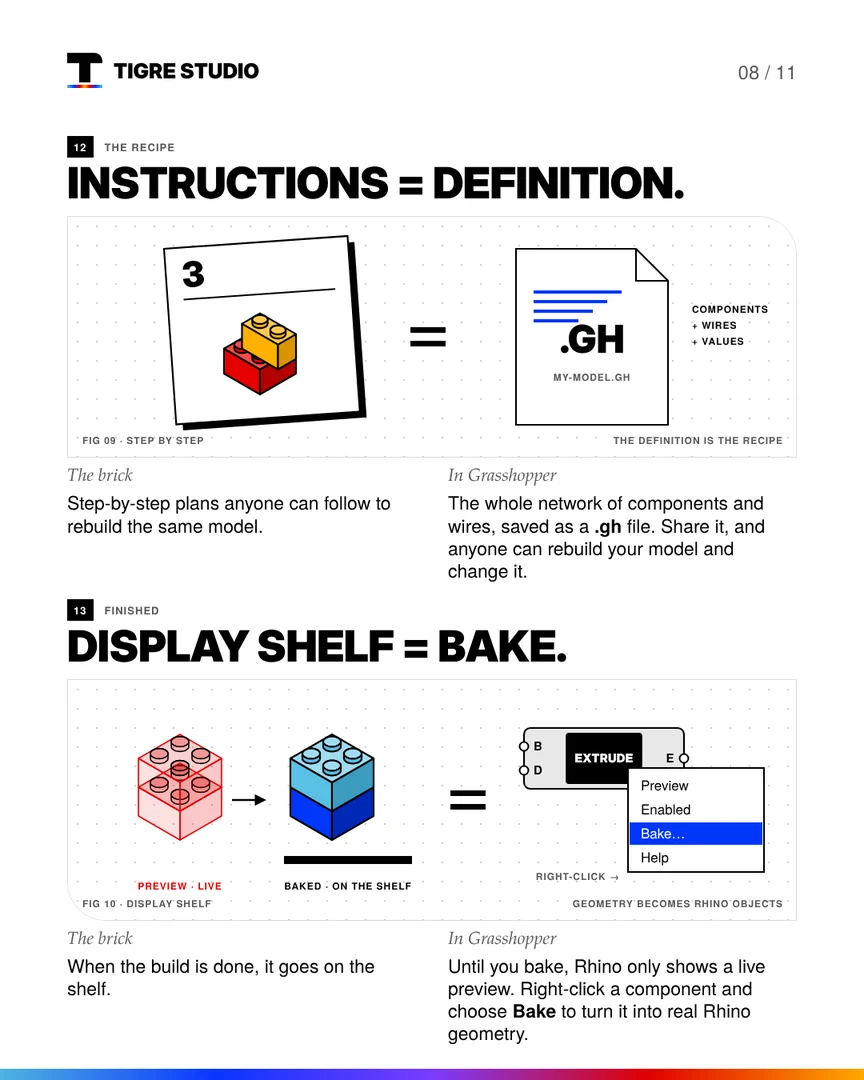 TIGRE STUDIO
08 / 11
12 THE RECIPE
INSTRUCTIONS = DEFINITION.
3
=
.GH
MY-MODEL.GH
COMPONENTS
+ WIRES
+ VALUES
FIG 09 · STEP BY STEP
THE DEFINITION IS THE RECIPE
The brick
Step-by-step plans anyone can follow to
rebuild the same model.
In Grasshopper
The whole network of components and
wires, saved as a .gh file. Share it, and
anyone can rebuild your model and
change it.
13 FINISHED
DISPLAY SHELF = BAKE.
PREVIEW · LIVE
BAKED · ON THE SHELF
=
B
D
EXTRUDE
E
Preview
Enabled
Bake…
Help
RIGHT-CLICK →
FIG 10 · DISPLAY SHELF
GEOMETRY BECOMES RHINO OBJECTS
The brick
When the build is done, it goes on the
shelf.
In Grasshopper
Until you bake, Rhino only shows a live
preview. Right-click a component and
choose Bake to turn it into real Rhino
geometry.